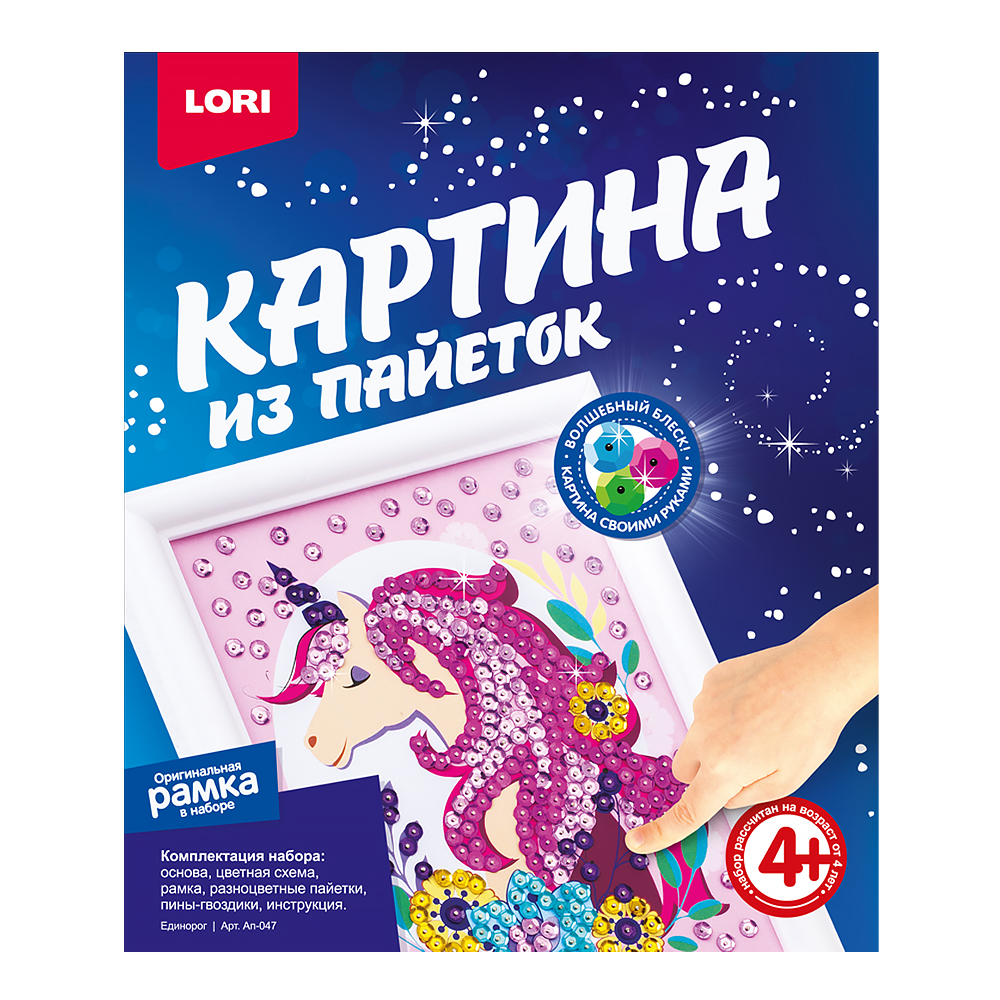 LORI
КАРТИНА
ИЗ ПАЙЕТОК
• ВОЛШЕБНЫЙ БЛЕСК! •
КАРТИНА СВОИМИ РУКАМИ
Оригинальная
рамка
в наборе
Комплектация набора:
основа, цветная схема,
рамка, разноцветные пайетки,
пины-гвоздики, инструкция.
Единорог | Арт. Ап-047
• набор рассчитан на возраст от 4 лет •
4+